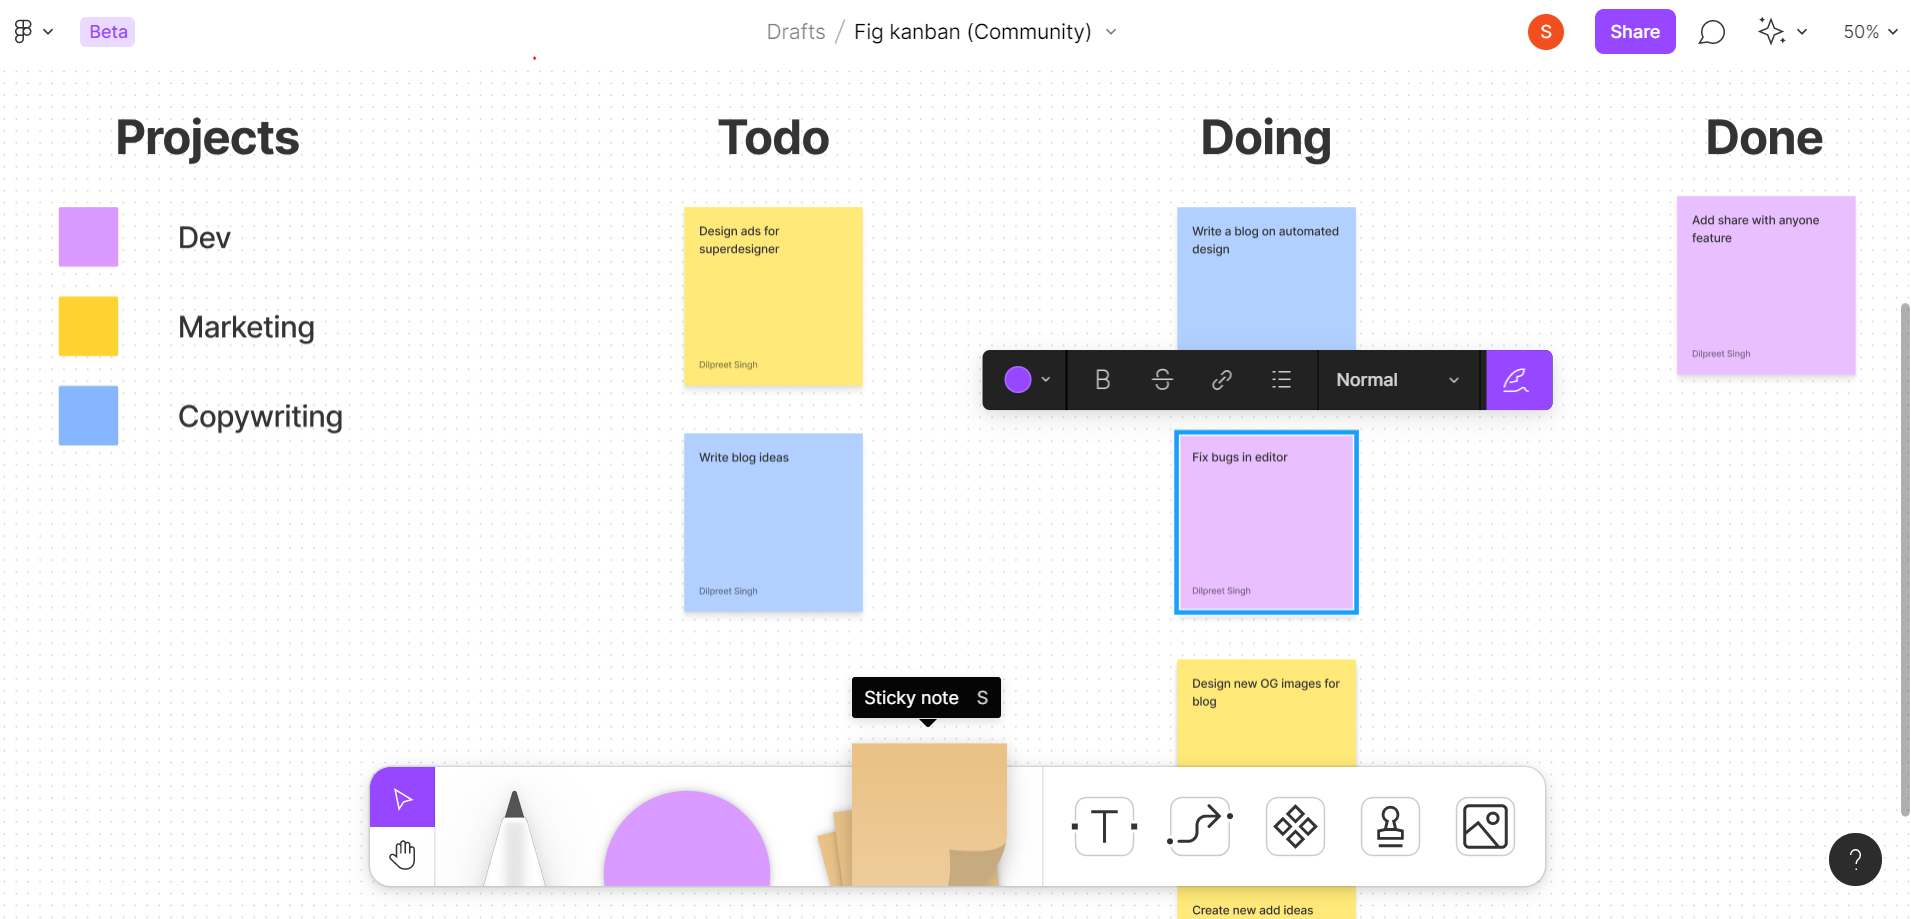 Beta
Drafts / Fig kanban (Community)
S
Share
50%
Projects
Todo
Doing
Done
Dev
Marketing
Copywriting
Design ads for
superdesigner
Dilpreet Singh
Write blog ideas
Dilpreet Singh
Write a blog on automated
design
Normal
Fix bugs in editor
Dilpreet Singh
Design new OG images for
blog
Create new add ideas
Add share with anyone
feature
Dilpreet Singh
Sticky note S
B
S
T
?